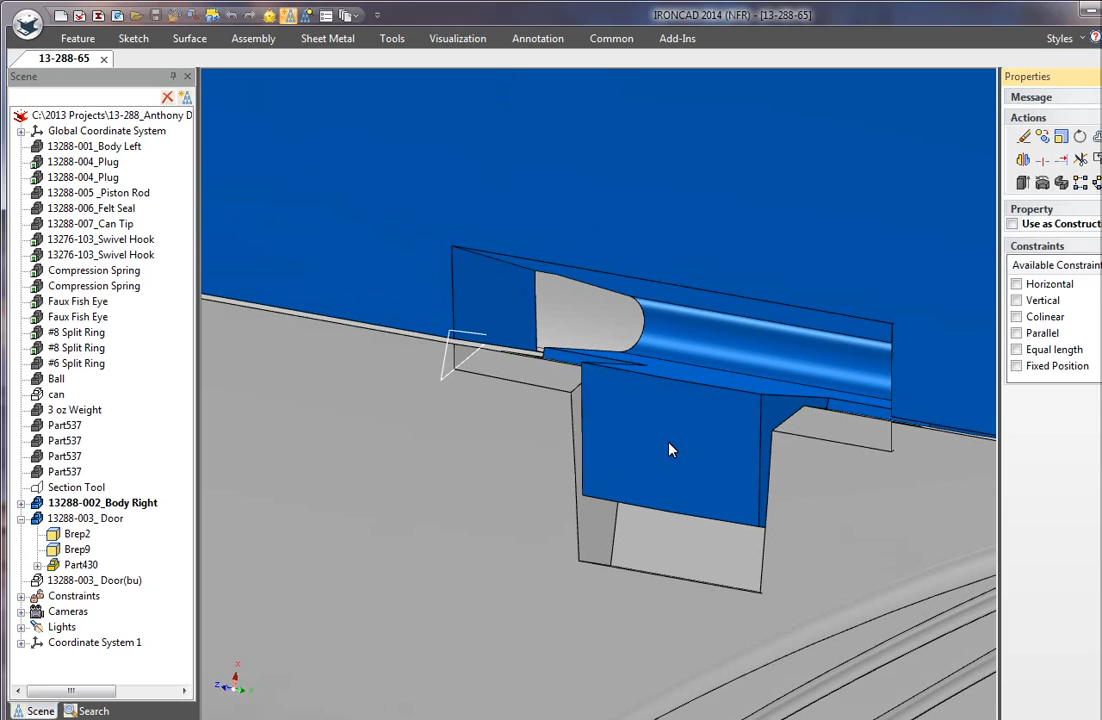 IRONCAD 2014 (NFR) - [13-288-65]
Feature Sketch Surface Assembly Sheet Metal Tools Visualization Annotation Common Add-Ins Styles
13-288-65
Scene
C:\2013 Projects\13-288_Anthony D
Global Coordinate System
13288-001_Body Left
13288-004_Plug
13288-004_Plug
13288-005 _Piston Rod
13288-006_Felt Seal
13288-007_Can Tip
13276-103_Swivel Hook
13276-103_Swivel Hook
Compression Spring
Compression Spring
Faux Fish Eye
Faux Fish Eye
#8 Split Ring
#8 Split Ring
#6 Split Ring
Ball
can
3 oz Weight
Part537
Part537
Part537
Part537
Section Tool
13288-002_Body Right
13288-003_ Door
Brep2
Brep9
Part430
13288-003_ Door(bu)
Constraints
Cameras
Lights
Coordinate System 1
Scene Search
X
Z
Y
Properties
Message
Actions
Property
Use as Construct
Constraints
Available Constraint
Horizontal
Vertical
Colinear
Parallel
Equal length
Fixed Position